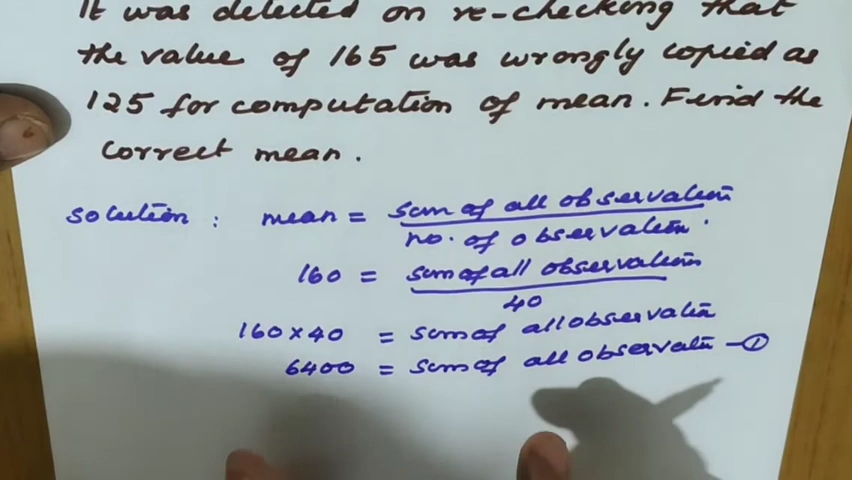 It was detected on re-checking that
the value of 165 was wrongly copied as
125 for computation of mean. Find the
correct mean.
solution : mean = sum of all observation
no. of observation.
160 = sum of all observations
40
160 x 40 = sum of all observation
6400 = sum of all observation - ①